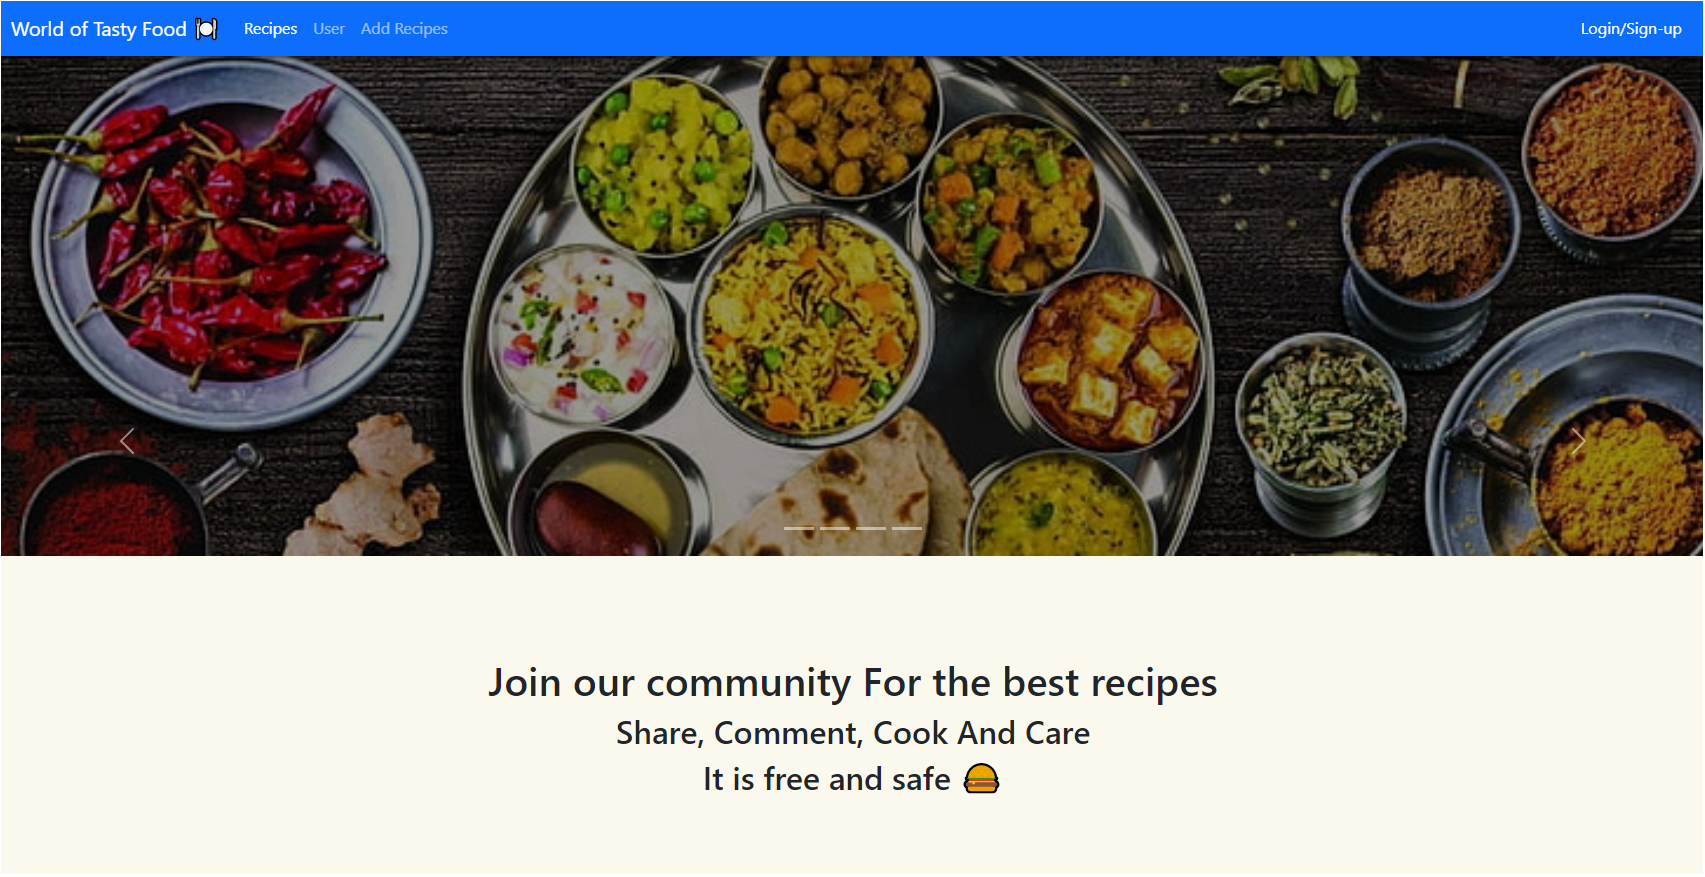 World of Tasty Food 🍽 Recipes User Add Recipes Login/Sign-up
Join our community For the best recipes
Share, Comment, Cook And Care
It is free and safe 🍔